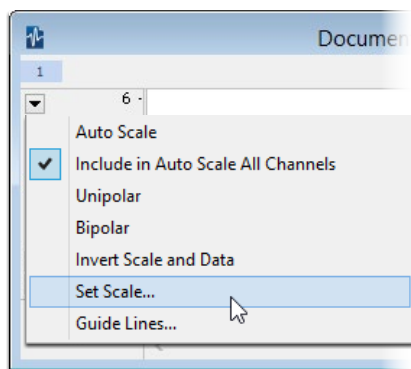 Documen
1
6
Auto Scale
Include in Auto Scale All Channels
Unipolar
Bipolar
Invert Scale and Data
Set Scale...
Guide Lines...